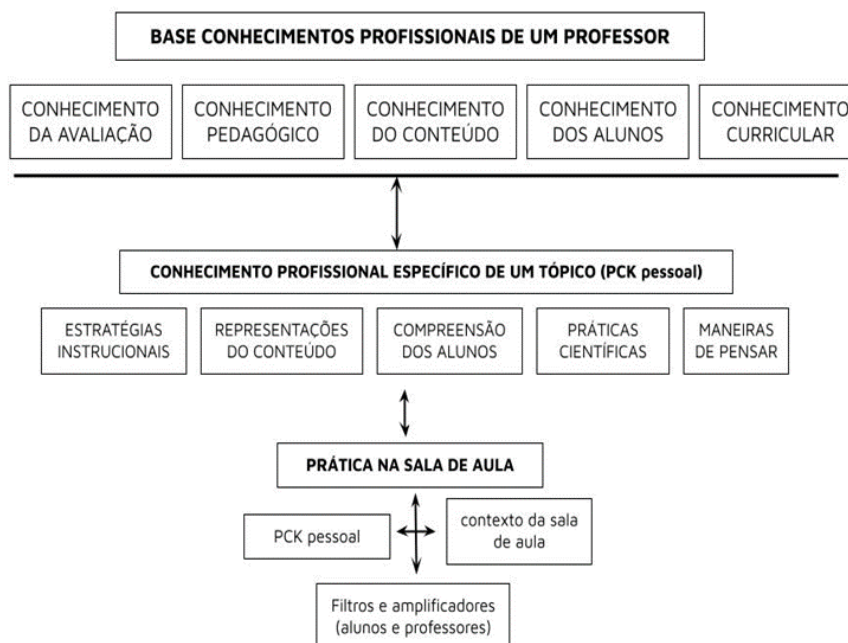 BASE CONHECIMENTOS PROFISSIONAIS DE UM PROFESSOR
CONHECIMENTO
DA AVALIAÇÃO
CONHECIMENTO
PEDAGÓGICO
CONHECIMENTO
DO CONTEÚDO
CONHECIMENTO
DOS ALUNOS
CONHECIMENTO
CURRICULAR
CONHECIMENTO PROFISSIONAL ESPECÍFICO DE UM TÓPICO (PCK pessoal)
ESTRATÉGIAS
INSTRUCIONAIS
REPRESENTAÇÕES
DO CONTEÚDO
COMPREENSÃO
DOS ALUNOS
PRÁTICAS
CIENTÍFICAS
MANEIRAS
DE PENSAR
PRÁTICA NA SALA DE AULA
PCK pessoal
contexto da sala
de aula
Filtros e amplificadores
(alunos e professores)